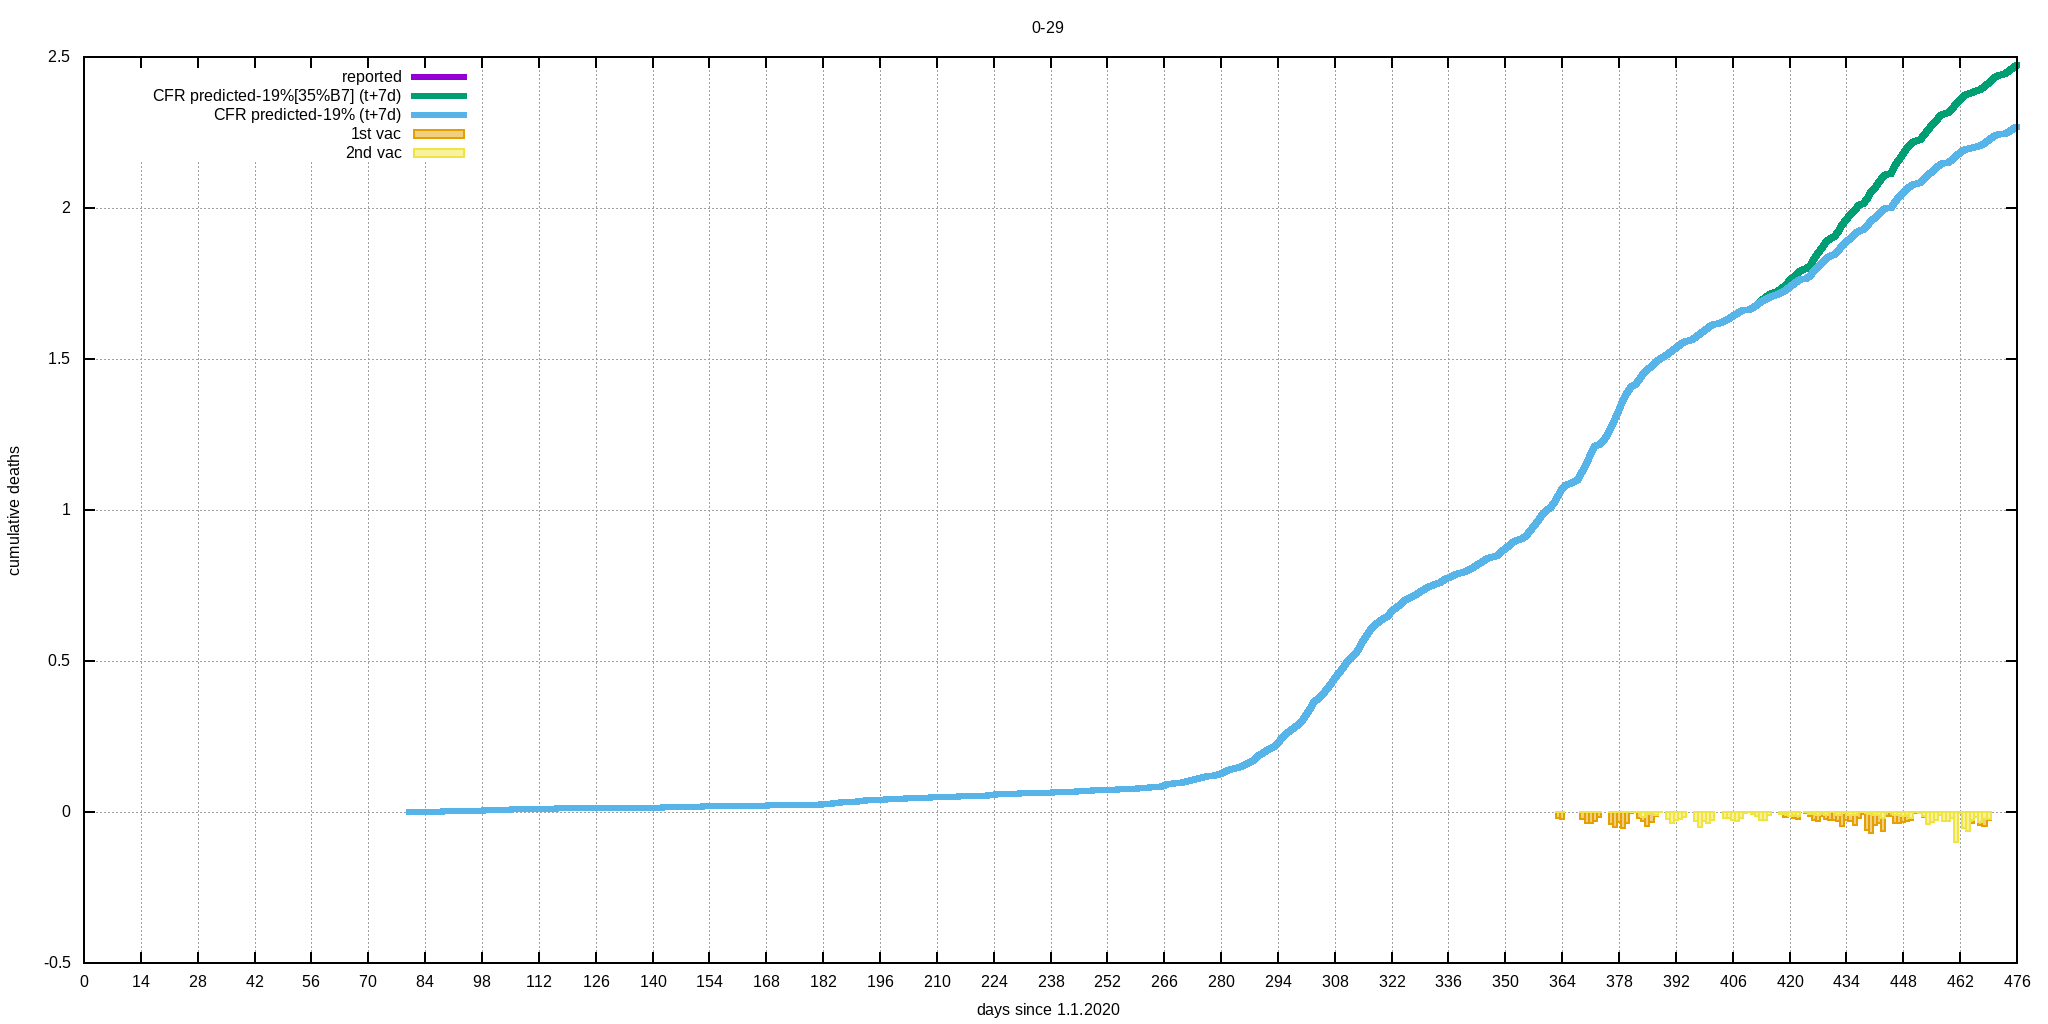 0-29
reported
CFR predicted-19%[35%B7] (t+7d)
CFR predicted-19% (t+7d)
1st vac
2nd vac
2.5
2
1.5
1
0.5
0
-0.5
cumulative deaths
0 14 28 42 56 70 84 98 112 126 140 154 168 182 196 210 224 238 252 266 280 294 308 322 336 350 364 378 392 406 420 434 448 462 476
days since 1.1.2020